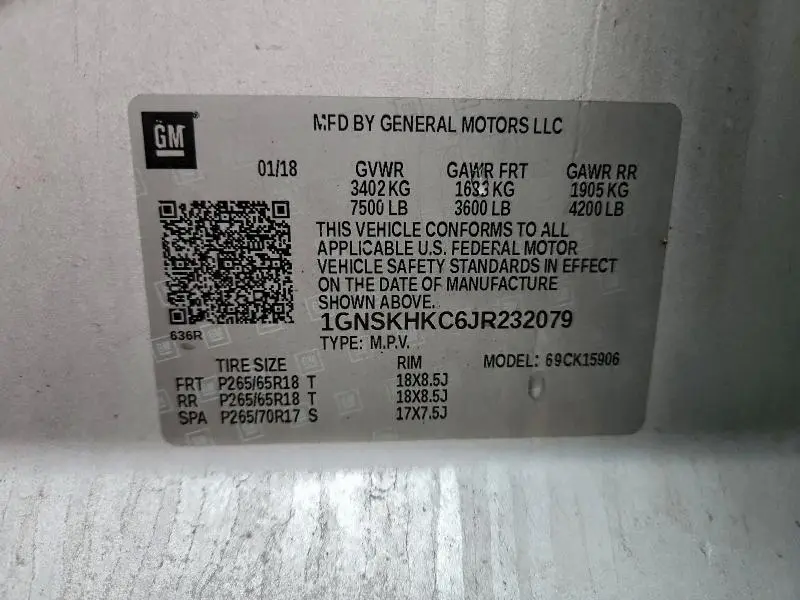 GM
MFD BY GENERAL MOTORS LLC
01/18 GVWR GAWR FRT GAWR RR
3402 KG 1633 KG 1905 KG
7500 LB 3600 LB 4200 LB
THIS VEHICLE CONFORMS TO ALL
APPLICABLE U.S. FEDERAL MOTOR
VEHICLE SAFETY STANDARDS IN EFFECT
ON THE DATE OF MANUFACTURE
SHOWN ABOVE.
1GNSKHKC6JR232079
636R
TYPE: M.P.V.
TIRE SIZE RIM MODEL: 69CK15906
FRT P265/65R18 T 18X8.5J
RR P265/65R18 T 18X8.5J
SPA P265/70R17 S 17X7.5J